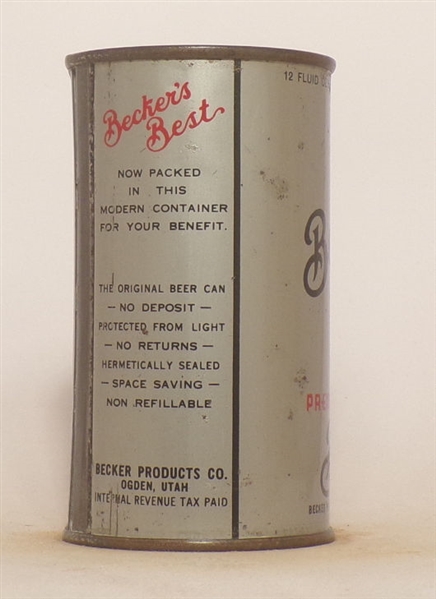 Becker's
Best
NOW PACKED
IN THIS
MODERN CONTAINER
FOR YOUR BENEFIT.
THE ORIGINAL BEER CAN
— NO DEPOSIT —
PROTECTED FROM LIGHT
— NO RETURNS —
HERMETICALLY SEALED
— SPACE SAVING —
NON REFILLABLE
BECKER PRODUCTS CO.
OGDEN, UTAH
INTERNAL REVENUE TAX PAID
12 FLUID